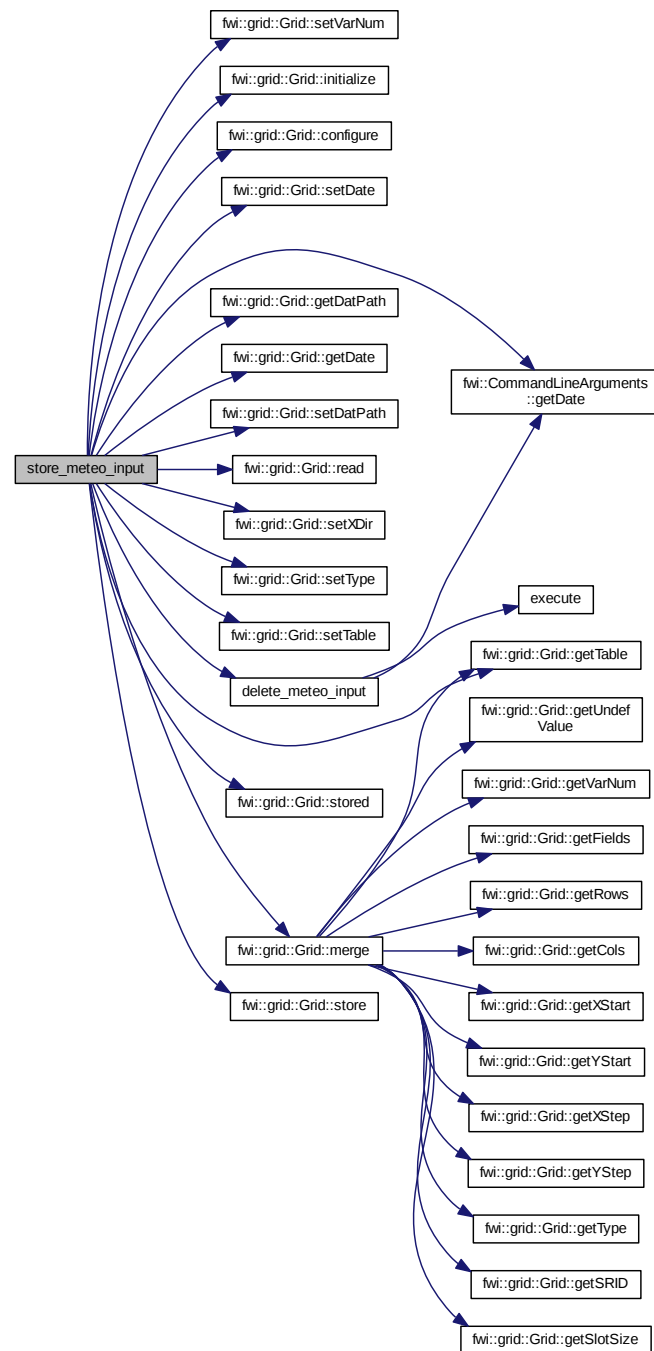 fwi::grid::Grid::setVarNum
fwi::grid::Grid::initialize
fwi::grid::Grid::configure
fwi::grid::Grid::setDate
fwi::grid::Grid::getDatPath
fwi::grid::Grid::getDate
fwi::CommandLineArguments
::getDate
fwi::grid::Grid::setDatPath
store_meteo_input
fwi::grid::Grid::read
fwi::grid::Grid::setXDir
fwi::grid::Grid::setType
execute
fwi::grid::Grid::setTable
fwi::grid::Grid::getTable
delete_meteo_input
fwi::grid::Grid::getUndef
Value
fwi::grid::Grid::getVarNum
fwi::grid::Grid::stored
fwi::grid::Grid::getFields
fwi::grid::Grid::getRows
fwi::grid::Grid::merge
fwi::grid::Grid::getCols
fwi::grid::Grid::store
fwi::grid::Grid::getXStart
fwi::grid::Grid::getYStart
fwi::grid::Grid::getXStep
fwi::grid::Grid::getYStep
fwi::grid::Grid::getType
fwi::grid::Grid::getSRID
fwi::grid::Grid::getSlotSize